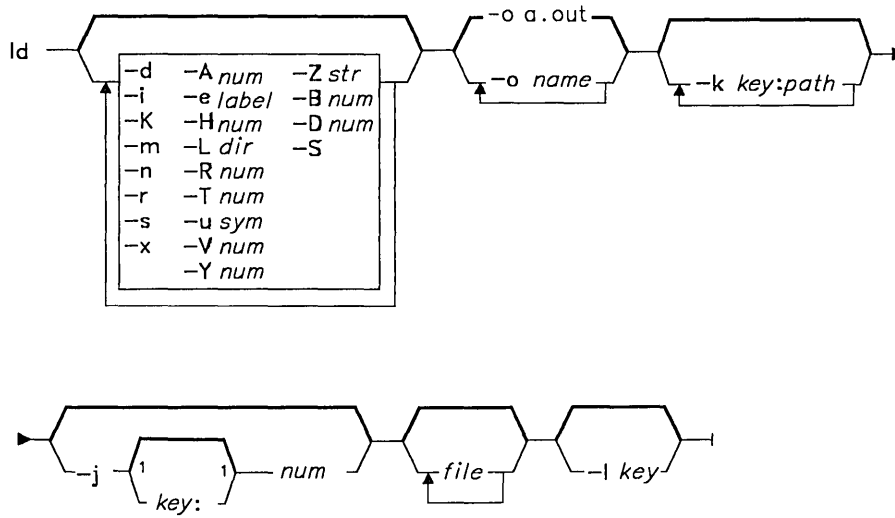 -o a.out
ld
-d -A num -Z str
-i -e label -B num
-K -H num -D num
-m -L dir -S
-n -R num
-r -T num
-s -u sym
-x -V num
-Y num
-o name
-k key:path
-j 1 1 num
key:
file
-l key